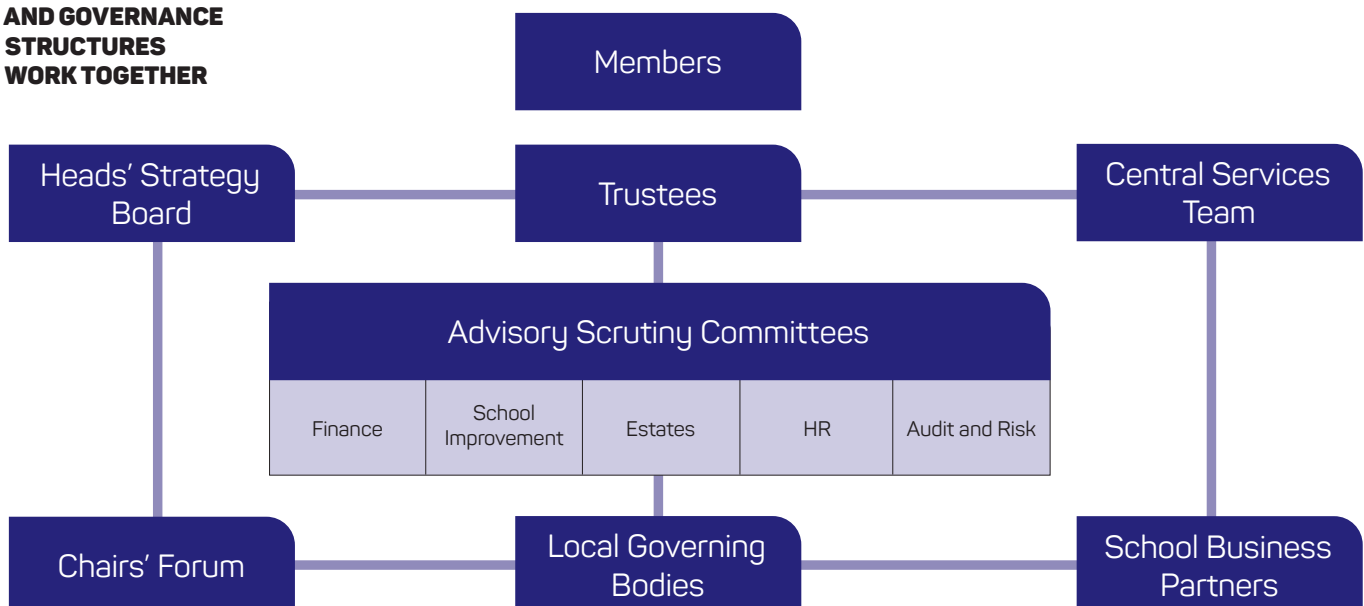 AND GOVERNANCE
STRUCTURES
WORK TOGETHER
Members
Heads' Strategy
Board
Trustees
Central Services
Team
Advisory Scrutiny Committees
Finance
School
Improvement
Estates
HR
Audit and Risk
Chairs' Forum
Local Governing
Bodies
School Business
Partners